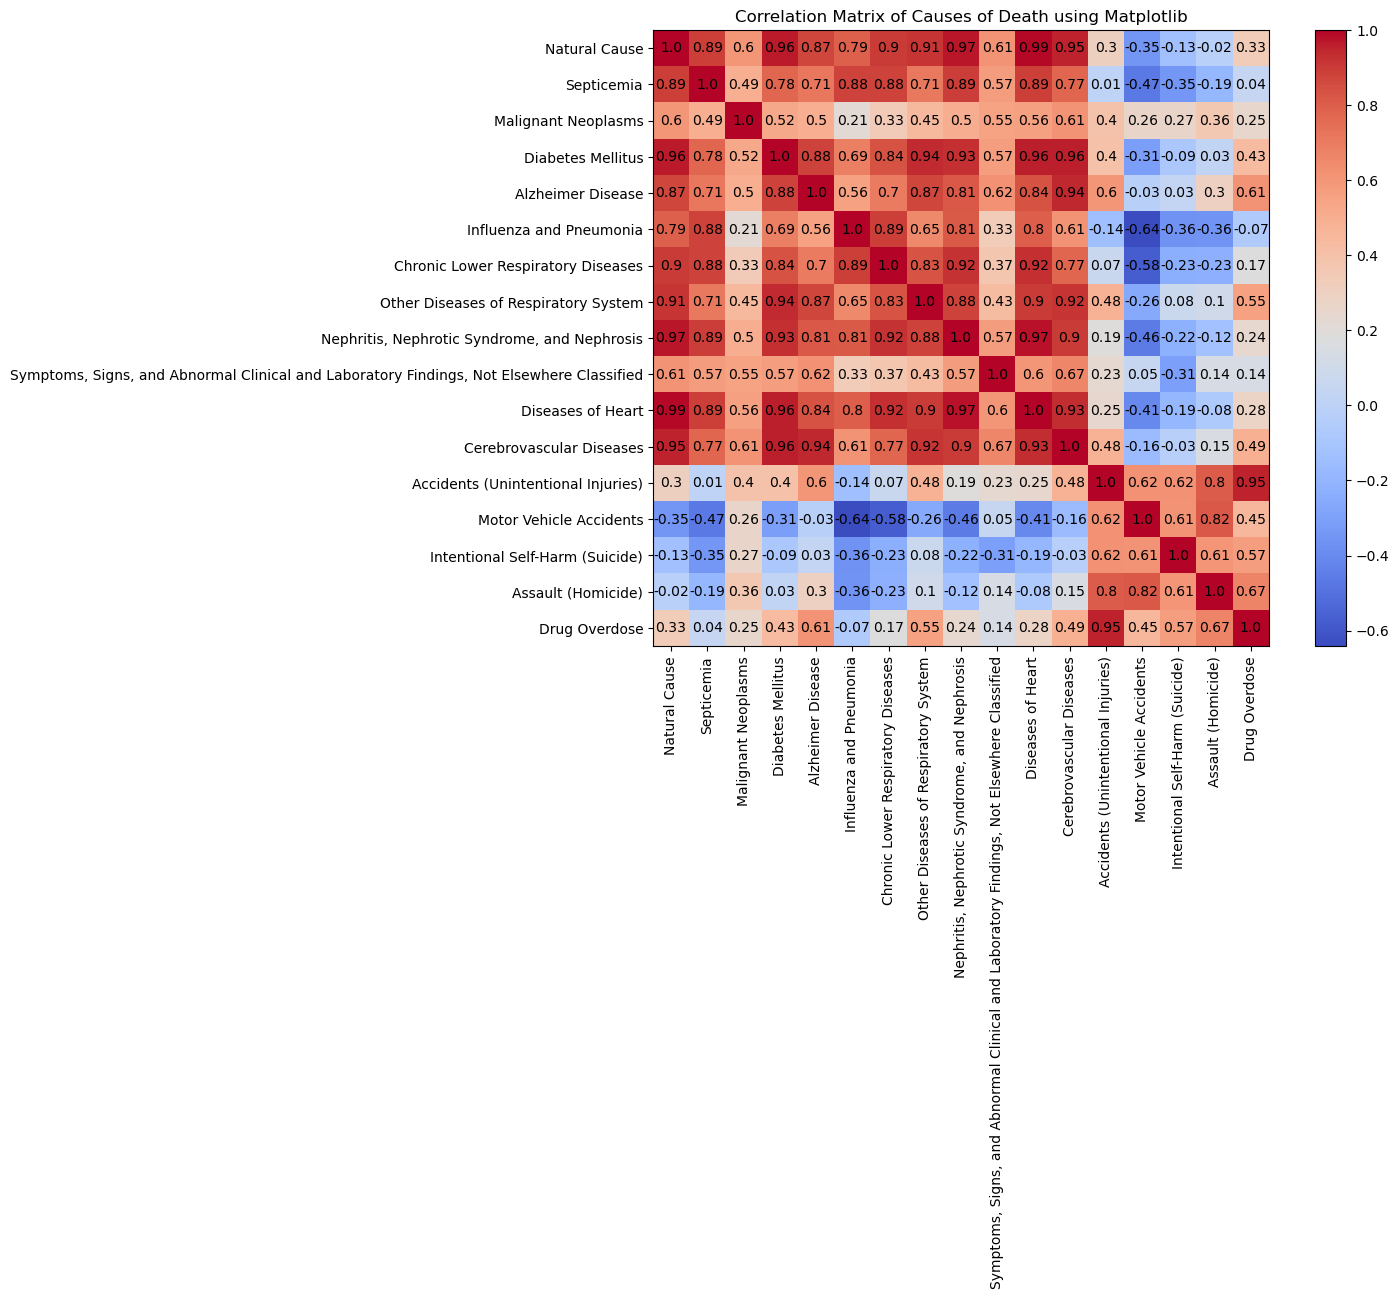 Correlation Matrix of Causes of Death using Matplotlib
Natural Cause 1.0 0.89 0.6 0.96 0.87 0.79 0.9 0.91 0.97 0.61 0.99 0.95 0.3 -0.35 -0.13 -0.02 0.33
Septicemia 0.89 1.0 0.49 0.78 0.71 0.88 0.88 0.71 0.89 0.57 0.89 0.77 0.01 -0.47 -0.35 -0.19 0.04
Malignant Neoplasms 0.6 0.49 1.0 0.52 0.5 0.21 0.33 0.45 0.5 0.55 0.56 0.61 0.4 0.26 0.27 0.36 0.25
Diabetes Mellitus 0.96 0.78 0.52 1.0 0.88 0.69 0.84 0.94 0.93 0.57 0.96 0.96 0.4 -0.31 -0.09 0.03 0.43
Alzheimer Disease 0.87 0.71 0.5 0.88 1.0 0.56 0.7 0.87 0.81 0.62 0.84 0.94 0.6 -0.03 0.03 0.3 0.61
Influenza and Pneumonia 0.79 0.88 0.21 0.69 0.56 1.0 0.89 0.65 0.81 0.33 0.8 0.61 -0.14 -0.64 -0.36 -0.36 -0.07
Chronic Lower Respiratory Diseases 0.9 0.88 0.33 0.84 0.7 0.89 1.0 0.83 0.92 0.37 0.92 0.77 0.07 -0.58 -0.23 -0.23 0.17
Other Diseases of Respiratory System 0.91 0.71 0.45 0.94 0.87 0.65 0.83 1.0 0.88 0.43 0.9 0.92 0.48 -0.26 0.08 0.1 0.55
Nephritis, Nephrotic Syndrome, and Nephrosis 0.97 0.89 0.5 0.93 0.81 0.81 0.92 0.88 1.0 0.57 0.97 0.9 0.19 -0.46 -0.22 -0.12 0.24
Symptoms, Signs, and Abnormal Clinical and Laboratory Findings, Not Elsewhere Classified 0.61 0.57 0.55 0.57 0.62 0.33 0.37 0.43 0.57 1.0 0.6 0.67 0.23 0.05 -0.31 0.14 0.14
Diseases of Heart 0.99 0.89 0.56 0.96 0.84 0.8 0.92 0.9 0.97 0.6 1.0 0.93 0.25 -0.41 -0.19 -0.08 0.28
Cerebrovascular Diseases 0.95 0.77 0.61 0.96 0.94 0.61 0.77 0.92 0.9 0.67 0.93 1.0 0.48 -0.16 -0.03 0.15 0.49
Accidents (Unintentional Injuries) 0.3 0.01 0.4 0.4 0.6 -0.14 0.07 0.48 0.19 0.23 0.25 0.48 1.0 0.62 0.62 0.8 0.95
Motor Vehicle Accidents -0.35 -0.47 0.26 -0.31 -0.03 -0.64 -0.58 -0.26 -0.46 0.05 -0.41 -0.16 0.62 1.0 0.61 0.82 0.45
Intentional Self-Harm (Suicide) -0.13 -0.35 0.27 -0.09 0.03 -0.36 -0.23 0.08 -0.22 -0.31 -0.19 -0.03 0.62 0.61 1.0 0.61 0.57
Assault (Homicide) -0.02 -0.19 0.36 0.03 0.3 -0.36 -0.23 0.1 -0.12 0.14 -0.08 0.15 0.8 0.82 0.61 1.0 0.67
Drug Overdose 0.33 0.04 0.25 0.43 0.61 -0.07 0.17 0.55 0.24 0.14 0.28 0.49 0.95 0.45 0.57 0.67 1.0
Natural Cause
Septicemia
Malignant Neoplasms
Diabetes Mellitus
Alzheimer Disease
Influenza and Pneumonia
Chronic Lower Respiratory Diseases
Other Diseases of Respiratory System
Nephritis, Nephrotic Syndrome, and Nephrosis
Symptoms, Signs, and Abnormal Clinical and Laboratory Findings, Not Elsewhere Classified
Diseases of Heart
Cerebrovascular Diseases
Accidents (Unintentional Injuries)
Motor Vehicle Accidents
Intentional Self-Harm (Suicide)
Assault (Homicide)
Drug Overdose
1.0
0.8
0.6
0.4
0.2
0.0
−0.2
−0.4
−0.6